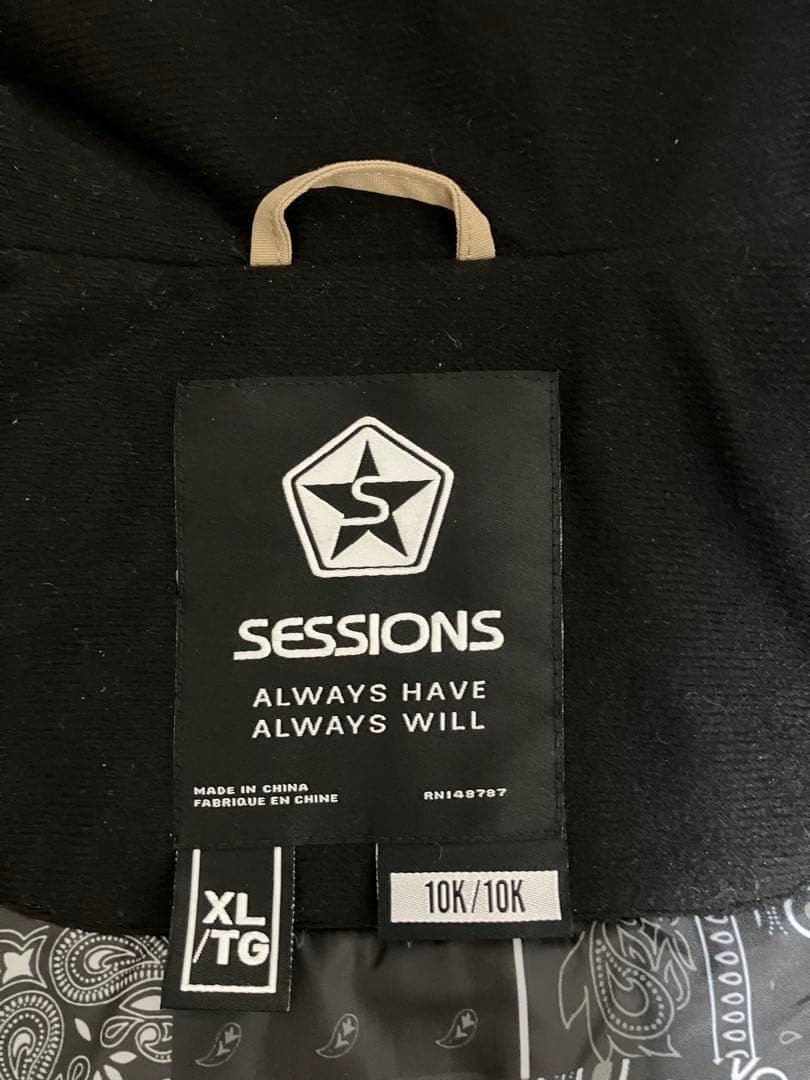 S
SESSIONS
ALWAYS HAVE
ALWAYS WILL
MADE IN CHINA
FABRIQUE EN CHINE
RN148787
XL
/TG
10K/10K